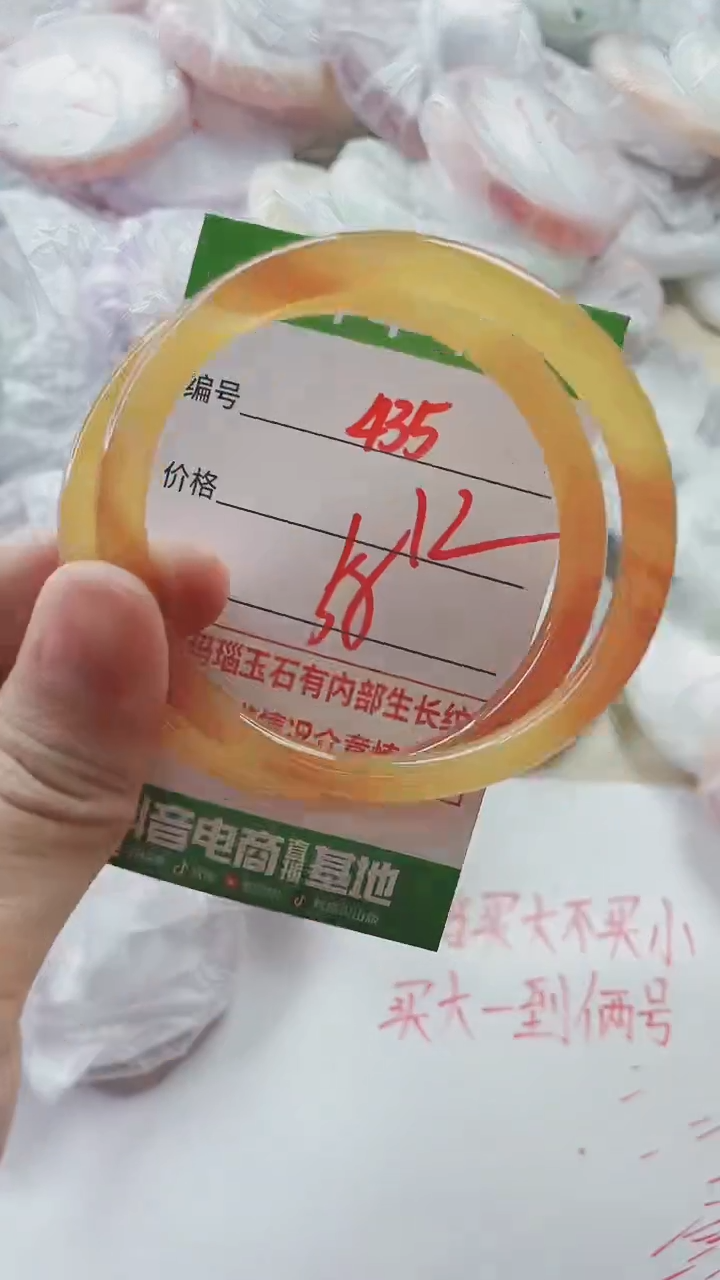 编号 435
价格 12
58
玛瑙玉石有内部生长纹
抖音电商直播基地
买大不买小
买大一到俩号